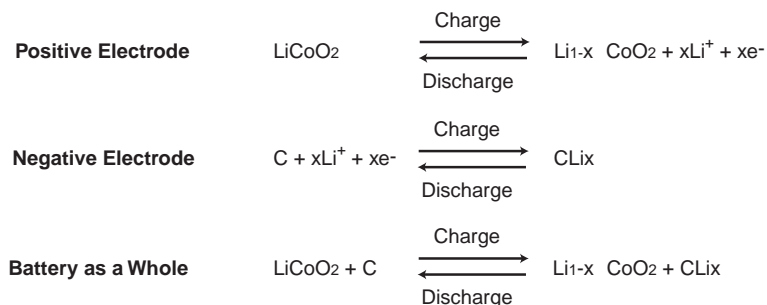 Charge
Positive Electrode LiCoO2 Li1-x CoO2 + xLi+ + xe-
Discharge
Charge
Negative Electrode C + xLi+ + xe- CLix
Discharge
Charge
Battery as a Whole LiCoO2 + C Li1-x CoO2 + CLix
Discharge